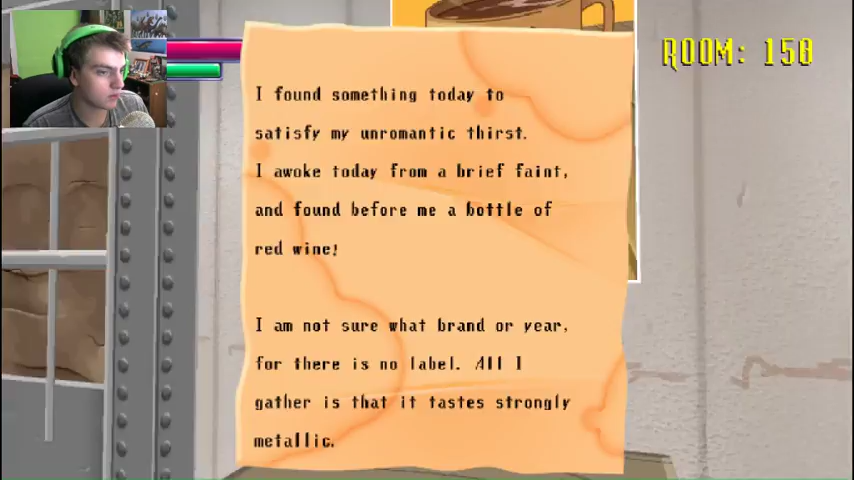 ROOM: 158
I found something today to
satisfy my unromantic thirst.
I awoke today from a brief faint,
and found before me a bottle of
red wine!
I am not sure what brand or year,
for there is no label. All I
gather is that it tastes strongly
metallic.